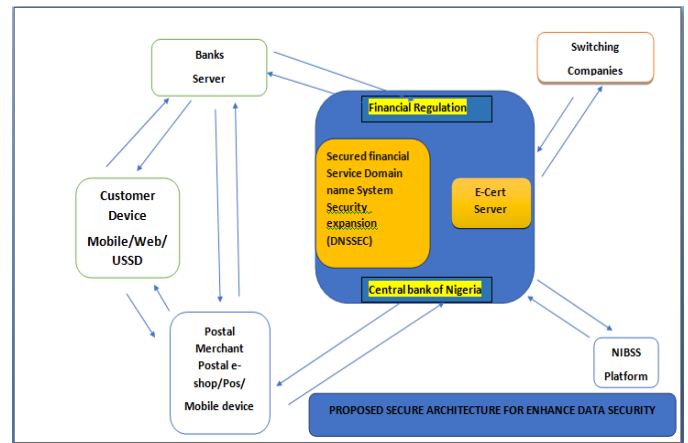 Banks
Server
Switching
Companies
Financial Regulation
Secured financial
Service Domain
name System
Security
expansion
(DNSSEC)
E-Cert
Server
Central bank of Nigeria
Customer
Device
Mobile/Web/
USSD
Postal
Merchant
Postal e-
shop/Pos/
Mobile device
NIBSS
Platform
PROPOSED SECURE ARCHITECTURE FOR ENHANCE DATA SECURITY